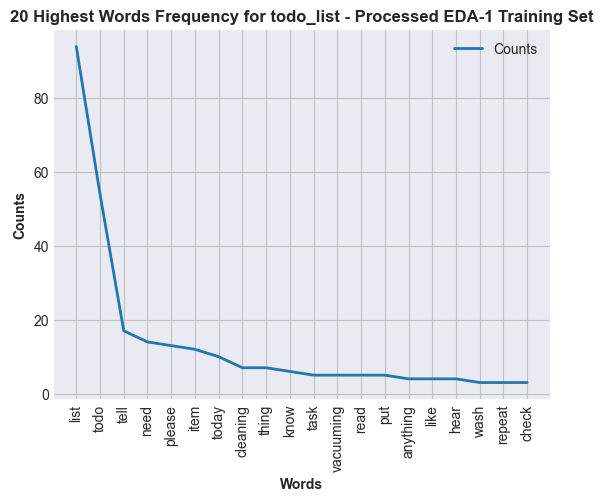 20 Highest Words Frequency for todo_list - Processed EDA-1 Training Set
Counts
Counts
80
60
40
20
0
list
todo
tell
need
please
item
today
cleaning
thing
know
task
vacuuming
read
put
anything
like
hear
wash
repeat
check
Words